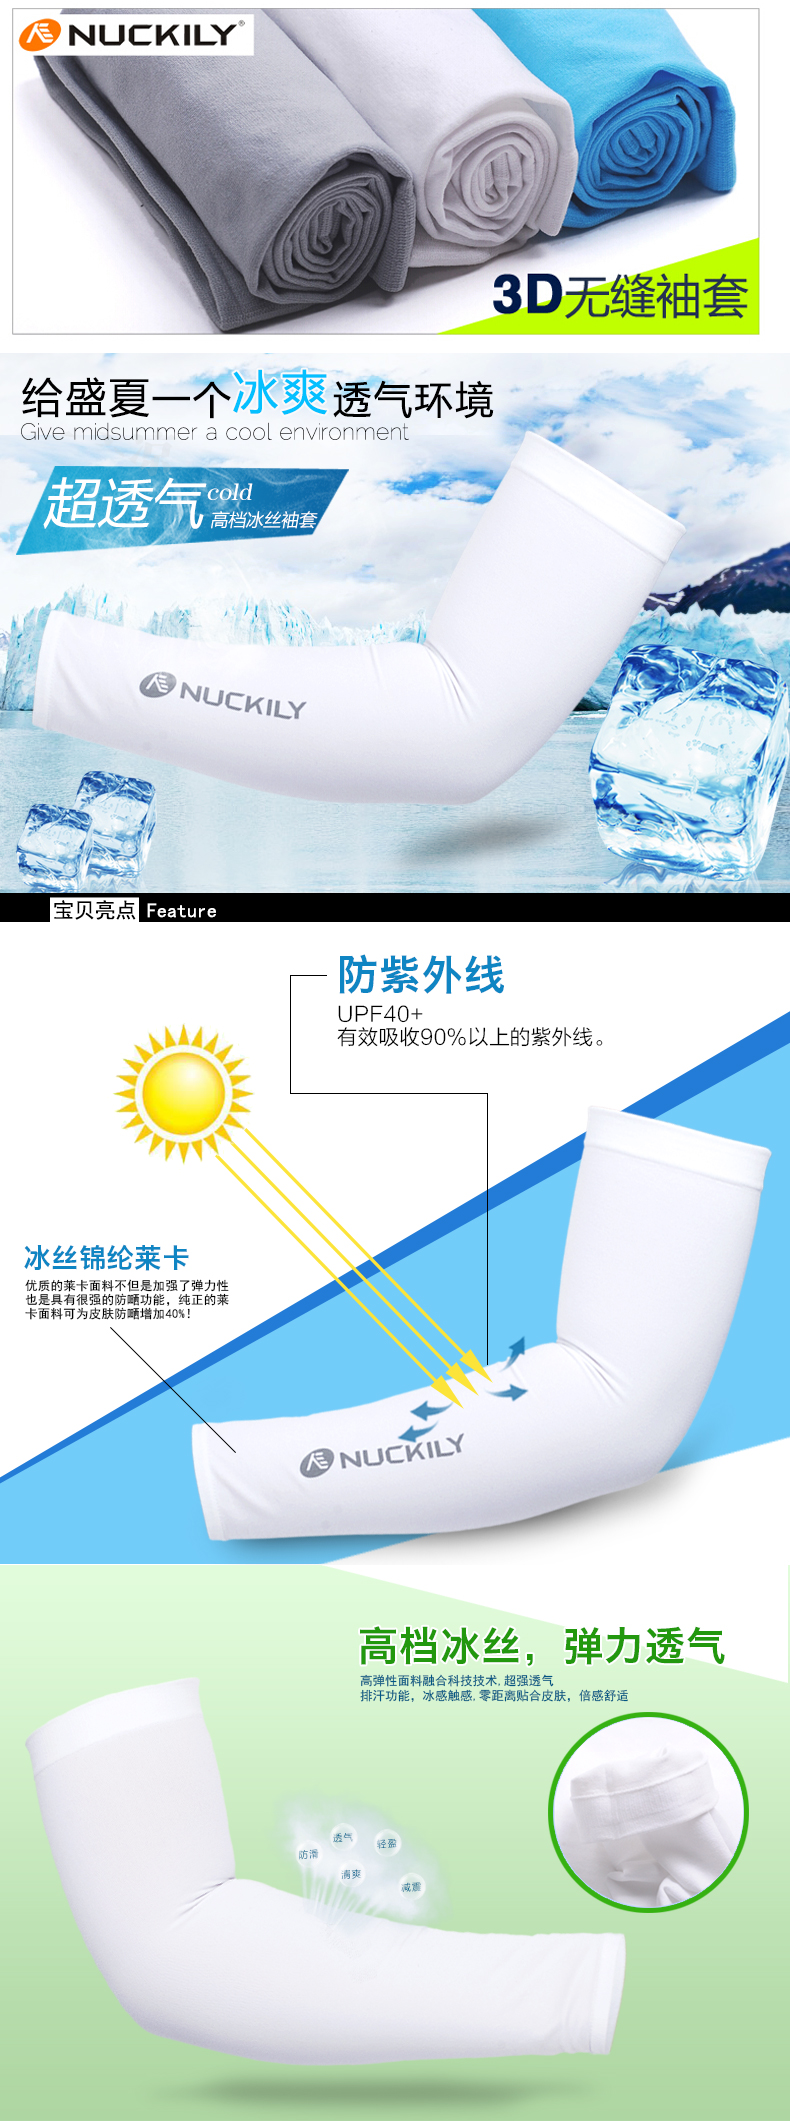 NUCKILY®
3D无缝袖套
给盛夏一个冰爽透气环境
Give midsummer a cool environment
超透气cold
高档冰丝袖套
NUCKILY
宝贝亮点 Feature
防紫外线
UPF40+
有效吸收90%以上的紫外线。
冰丝锦纶莱卡
优质的莱卡面料不但是加强了弹力性
也是具有很强的防嗮功能，纯正的莱
卡面料可为皮肤防嗮增加40%！
NUCKILY
高档冰丝，弹力透气
高弹性面料融合科技技术,超强透气
排汗功能，冰感触感,零距离贴合皮肤，倍感舒适
透气
轻盈
防滑
清爽
减震